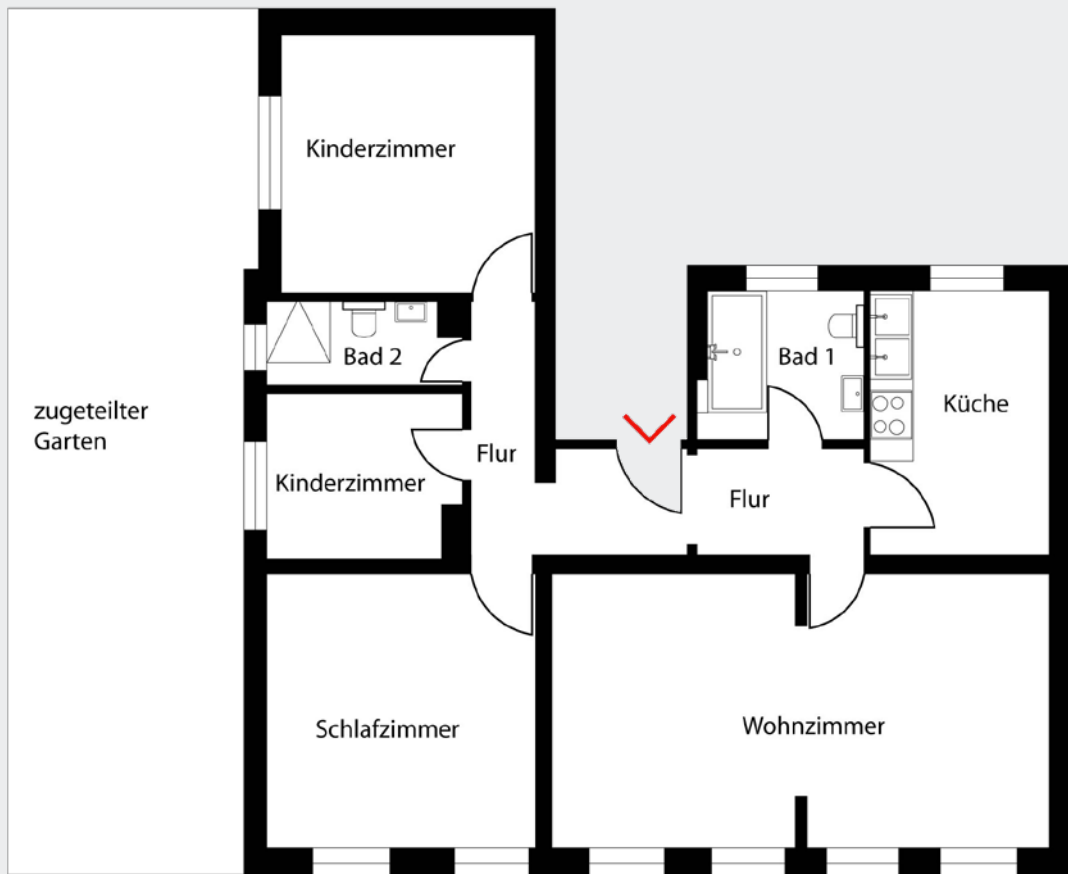 Kinderzimmer
Bad 2
Bad 1
Küche
zugeteilter
Garten
Flur
Kinderzimmer
Flur
Schlafzimmer
Wohnzimmer